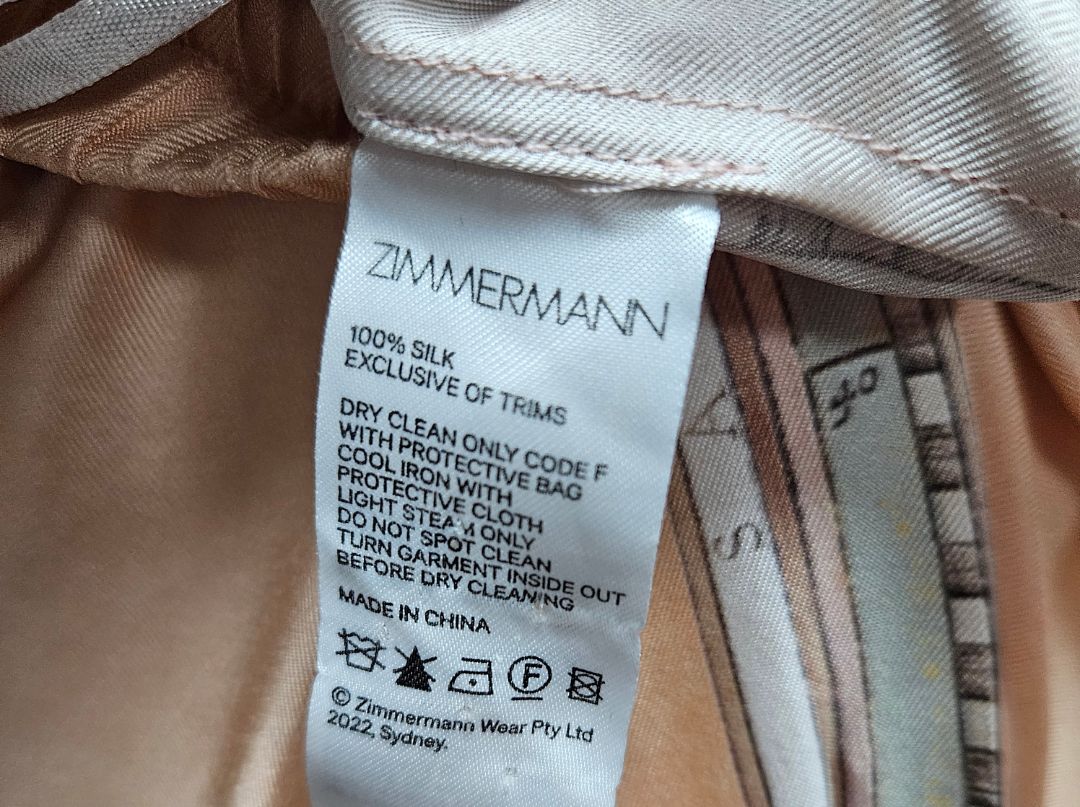 ZIMMERMANN
100% SILK
EXCLUSIVE OF TRIMS
DRY CLEAN ONLY CODE F
WITH PROTECTIVE BAG
COOL IRON WITH
PROTECTIVE CLOTH
LIGHT STEAM ONLY
DO NOT SPOT CLEAN
TURN GARMENT INSIDE OUT
BEFORE DRY CLEANING
MADE IN CHINA
F
© Zimmermann Wear Pty Ltd
2022, Sydney.